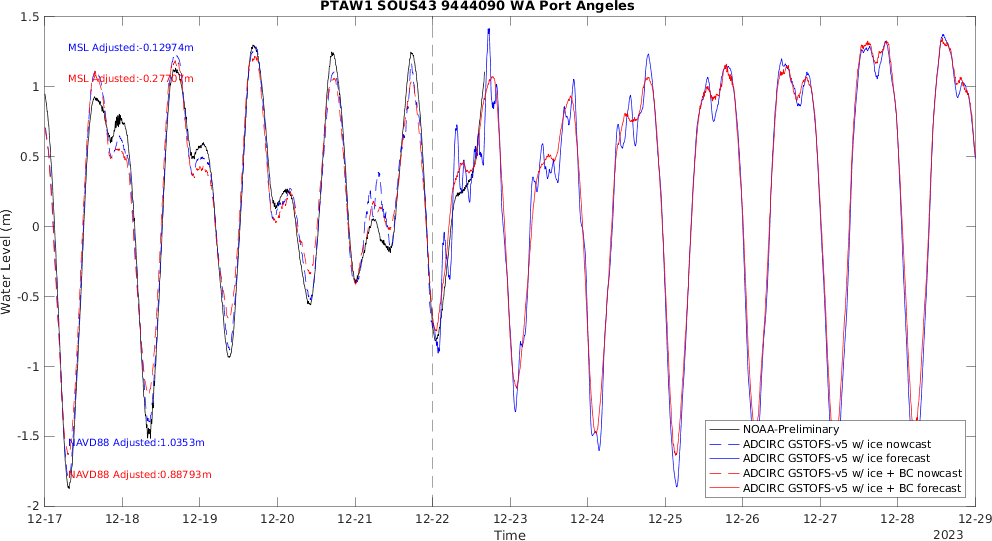 PTAW1 SOUS43 9444090 WA Port Angeles
1.5
1
0.5
0
-0.5
-1
-1.5
-2
Water Level (m)
MSL Adjusted:-0.12974m
MSL Adjusted:
NAVD88 Adjusted:1.0353m
NAVD88 Adjusted:0.88793m
NOAA-Preliminary
ADCIRC GSTOFS-v5 w/ ice nowcast
ADCIRC GSTOFS-v5 w/ ice forecast
ADCIRC GSTOFS-v5 w/ ice + BC nowcast
ADCIRC GSTOFS-v5 w/ ice + BC forecast
12-17 12-18 12-19 12-20 12-21 12-22 12-23 12-24 12-25 12-26 12-27 12-28 12-29
Time
2023